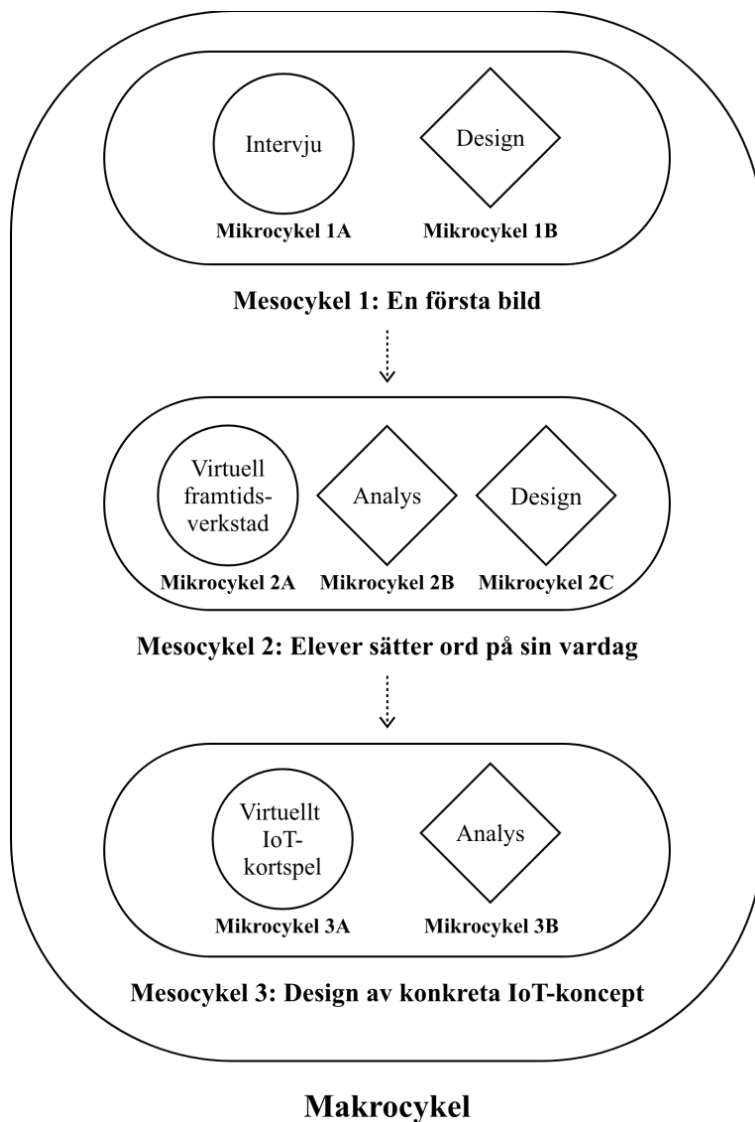 Intervju
Design
Mikrocykel 1A
Mikrocykel 1B
Mesocykel 1: En första bild
Virtuell
framtids-
verkstad
Analys
Design
Mikrocykel 2A
Mikrocykel 2B
Mikrocykel 2C
Mesocykel 2: Elever sätter ord på sin vardag
Virtuellt
IoT-
kortspel
Analys
Mikrocykel 3A
Mikrocykel 3B
Mesocykel 3: Design av konkreta IoT-koncept
Makrocykel